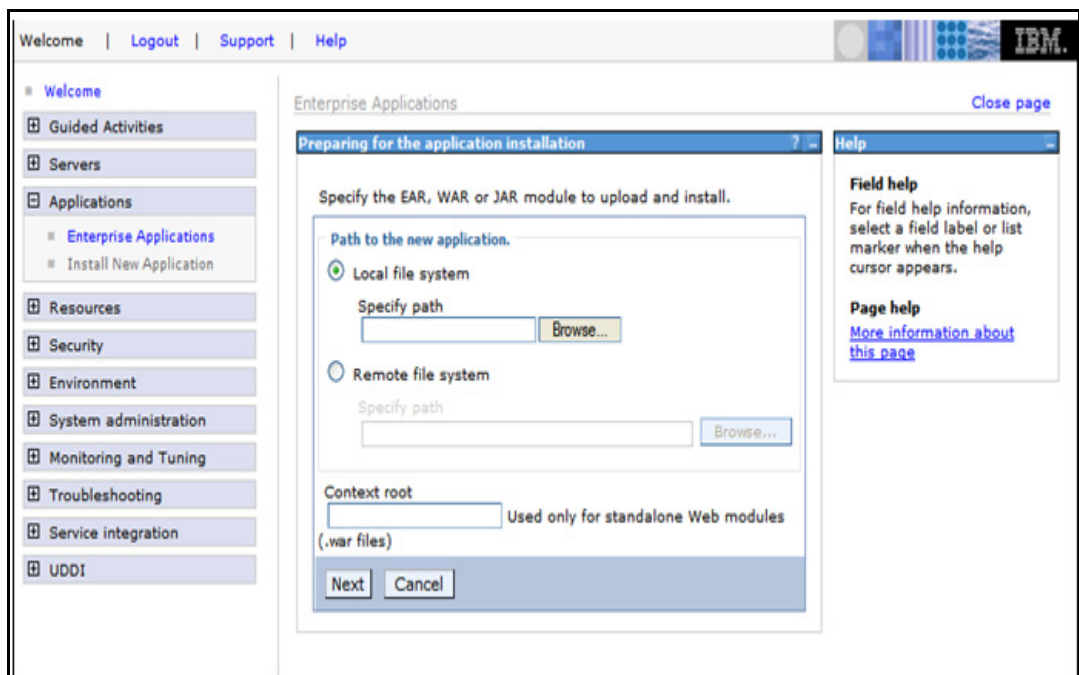 Welcome | Logout | Support | Help
IBM.
Welcome
Guided Activities
Servers
Applications
Enterprise Applications
Install New Application
Resources
Security
Environment
System administration
Monitoring and Tuning
Troubleshooting
Service integration
UDDI
Enterprise Applications
Close page
Preparing for the application installation ? -
Specify the EAR, WAR or JAR module to upload and install.
Path to the new application.
Local file system
Specify path
Browse...
Remote file system
Specify path
Browse...
Context root
Used only for standalone Web modules
(.war files)
Next Cancel
Help -
Field help
For field help information,
select a field label or list
marker when the help
cursor appears.
Page help
More information about
this page